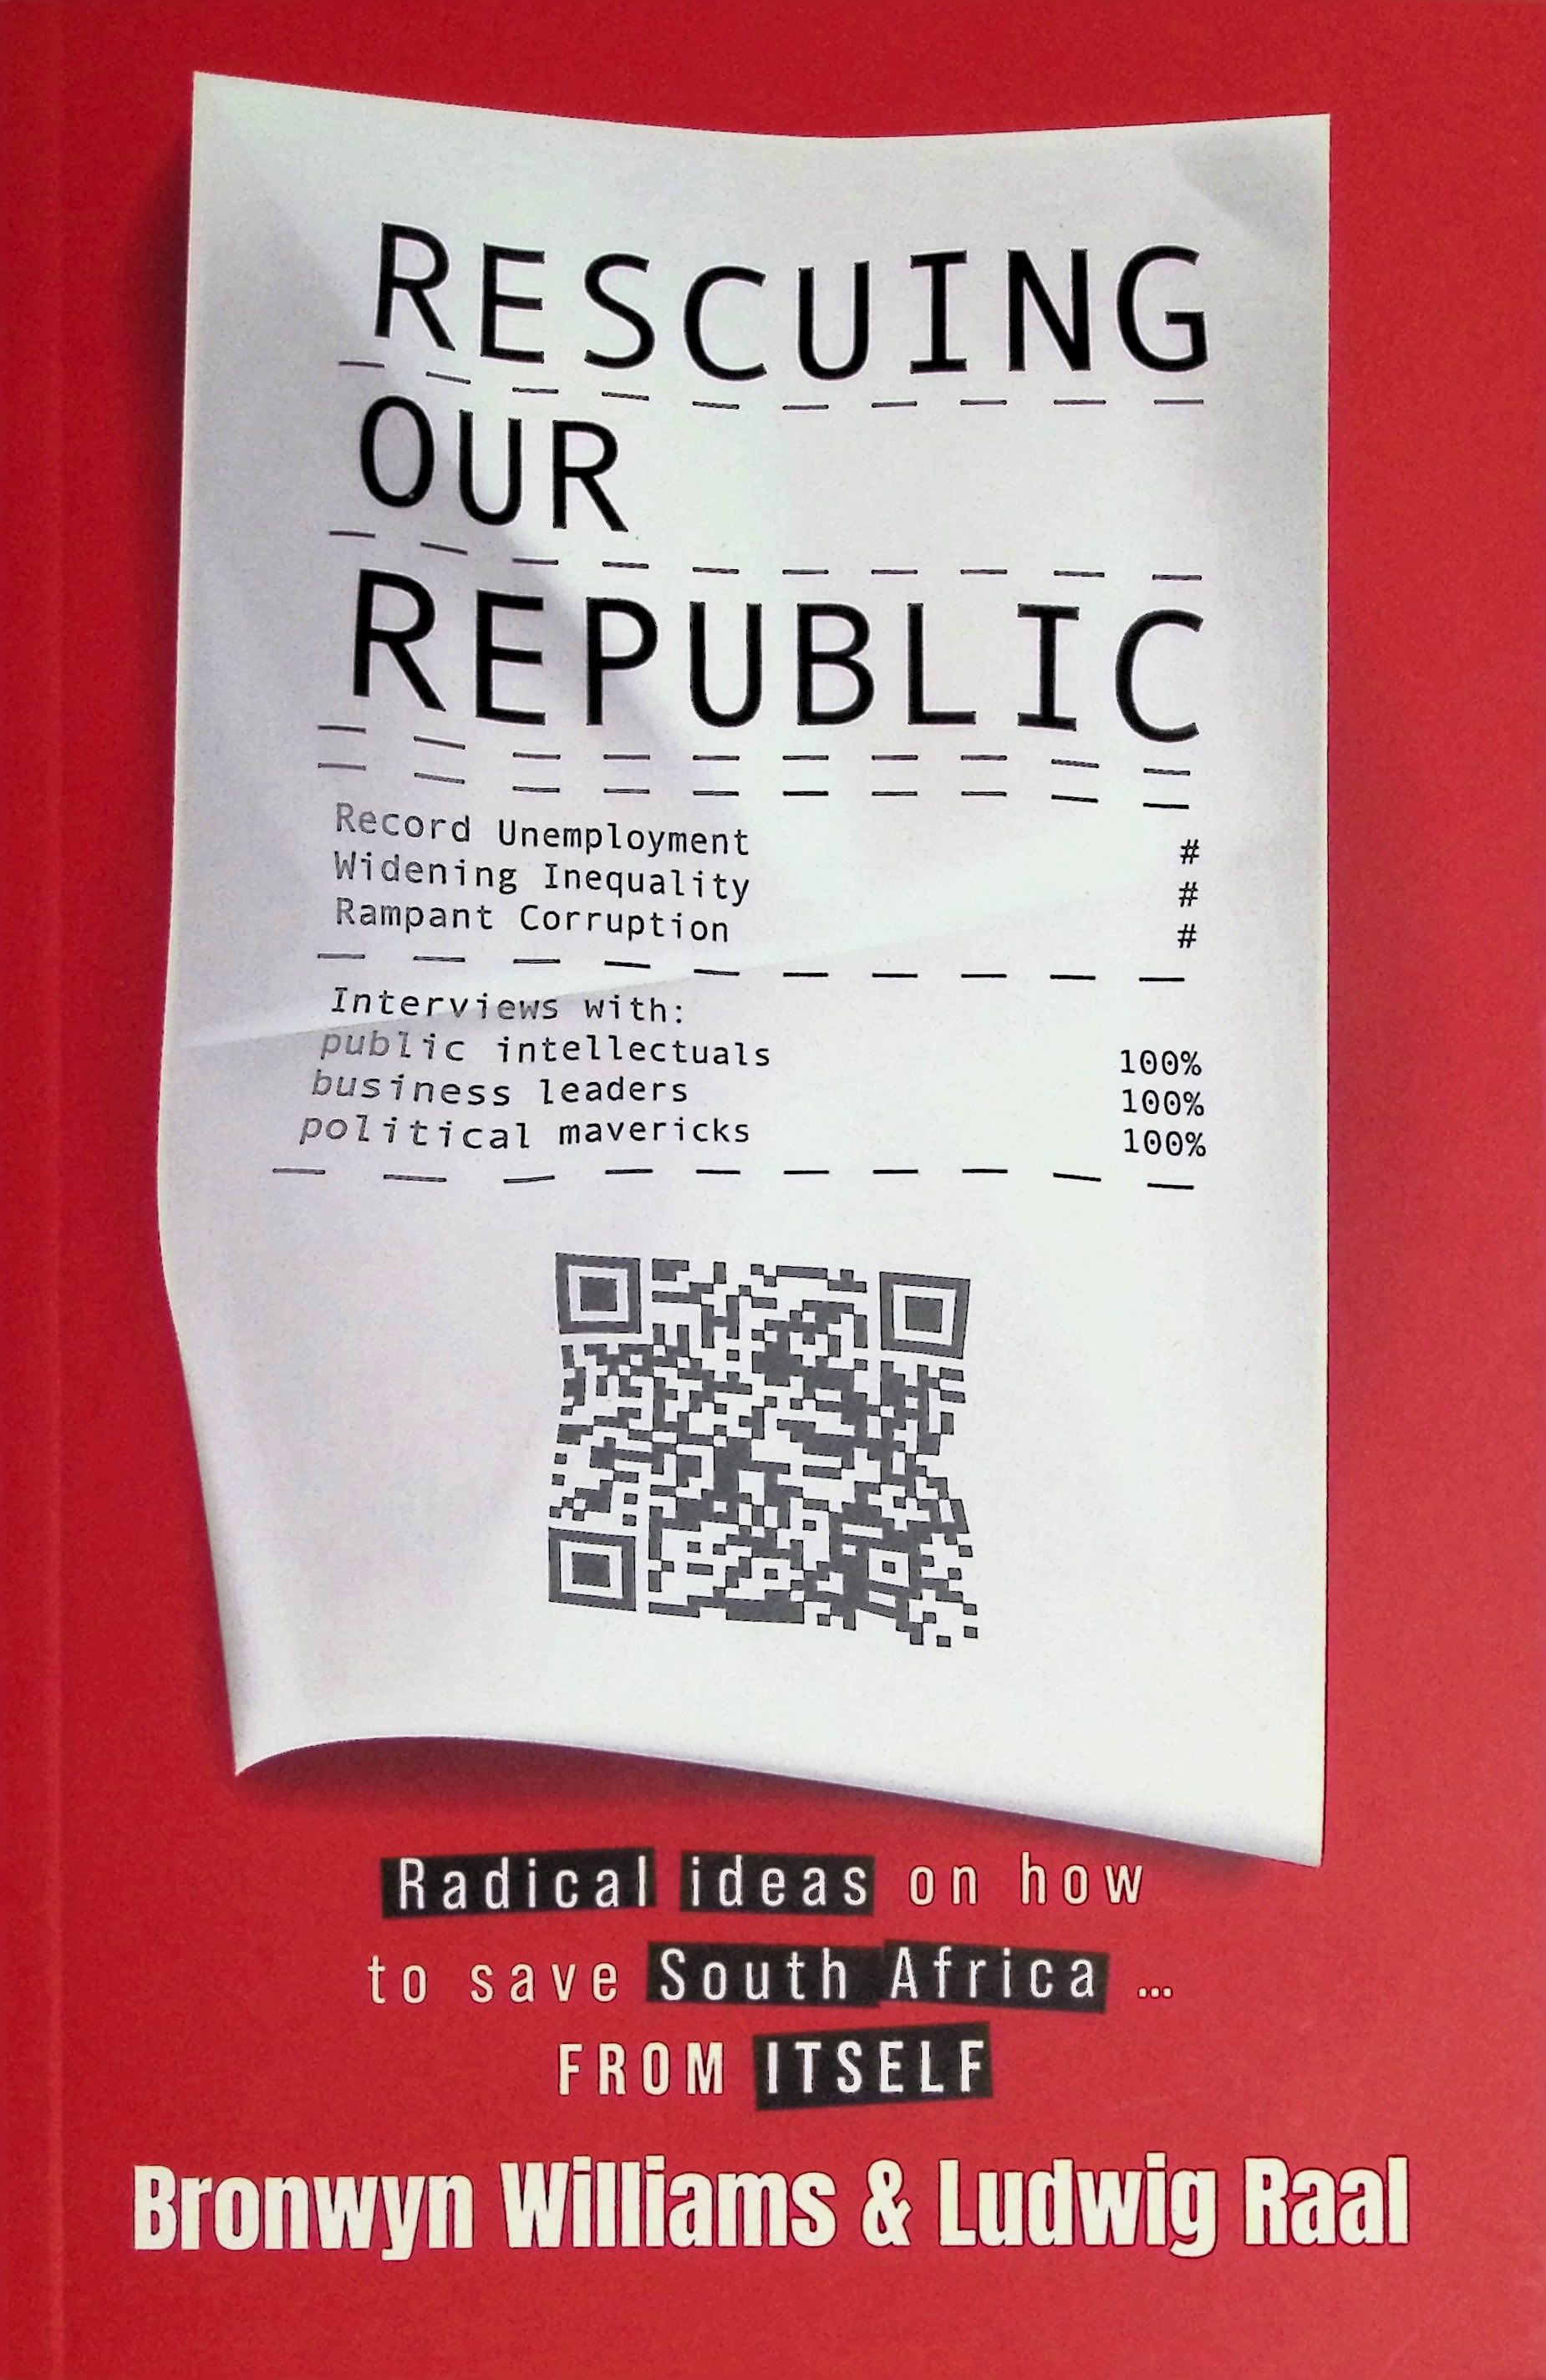 RESCUING
OUR
REPUBLIC
Record Unemployment #
Widening Inequality #
Rampant Corruption #
Interviews with:
public intellectuals 100%
business leaders 100%
political mavericks 100%
Radical ideas on how
to save South Africa ...
FROM ITSELF
Bronwyn Williams & Ludwig Raal